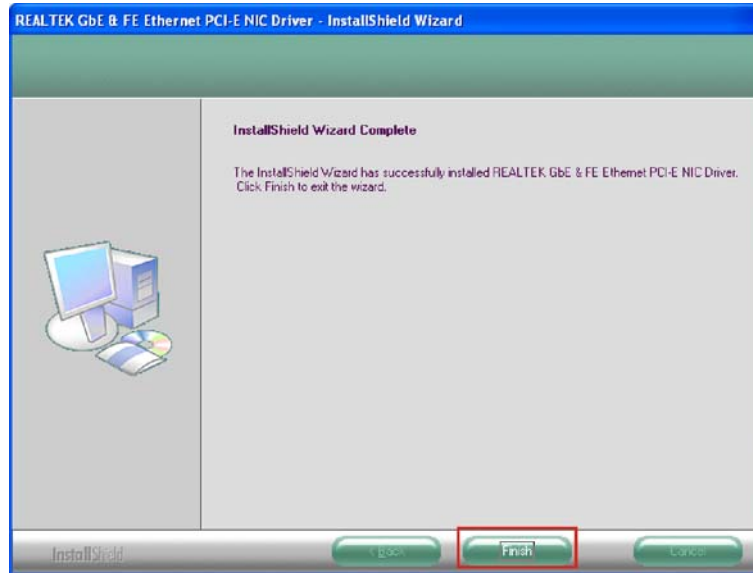 REALTEK GbE & FE Ethernet PCI-E NIC Driver - InstallShield Wizard
InstallShield Wizard Complete
The InstallShield Wizard has successfully installed REALTEK GbE & FE Ethernet PCI-E NIC Driver.
Click Finish to exit the wizard.
InstallShield
< Back
Finish
Cancel